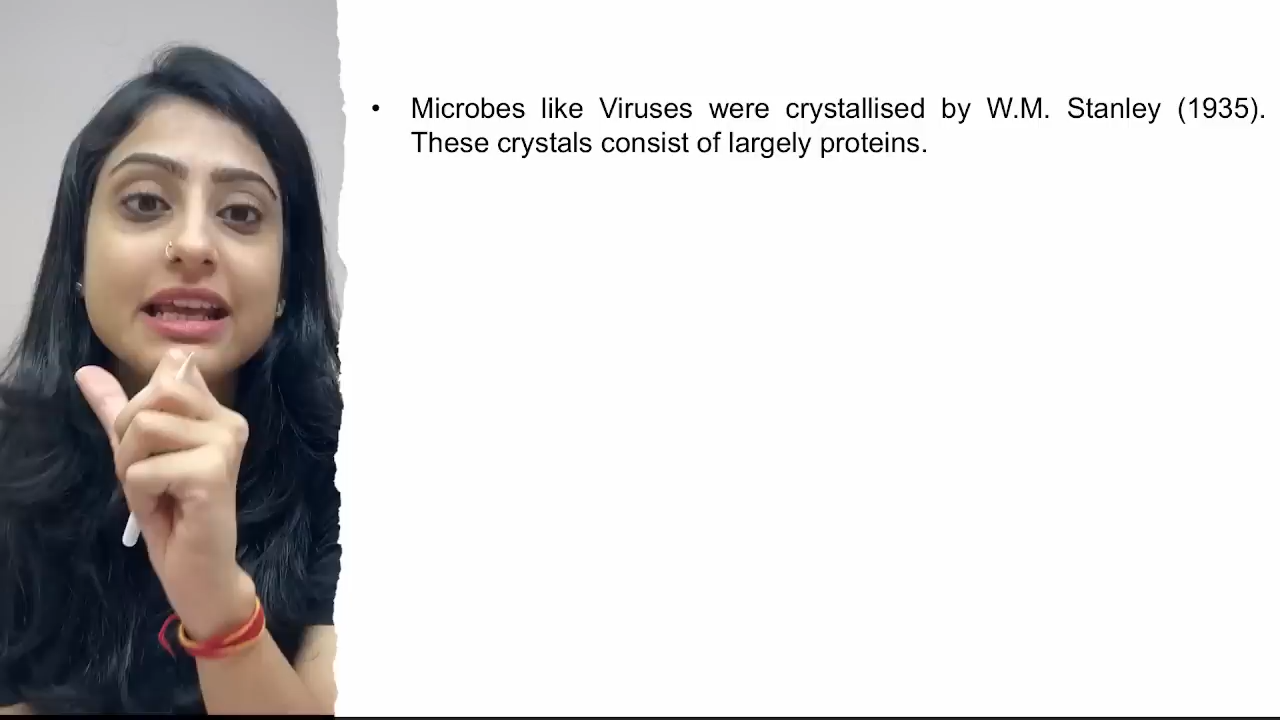 • Microbes like Viruses were crystallised by W.M. Stanley (1935).
These crystals consist of largely proteins.